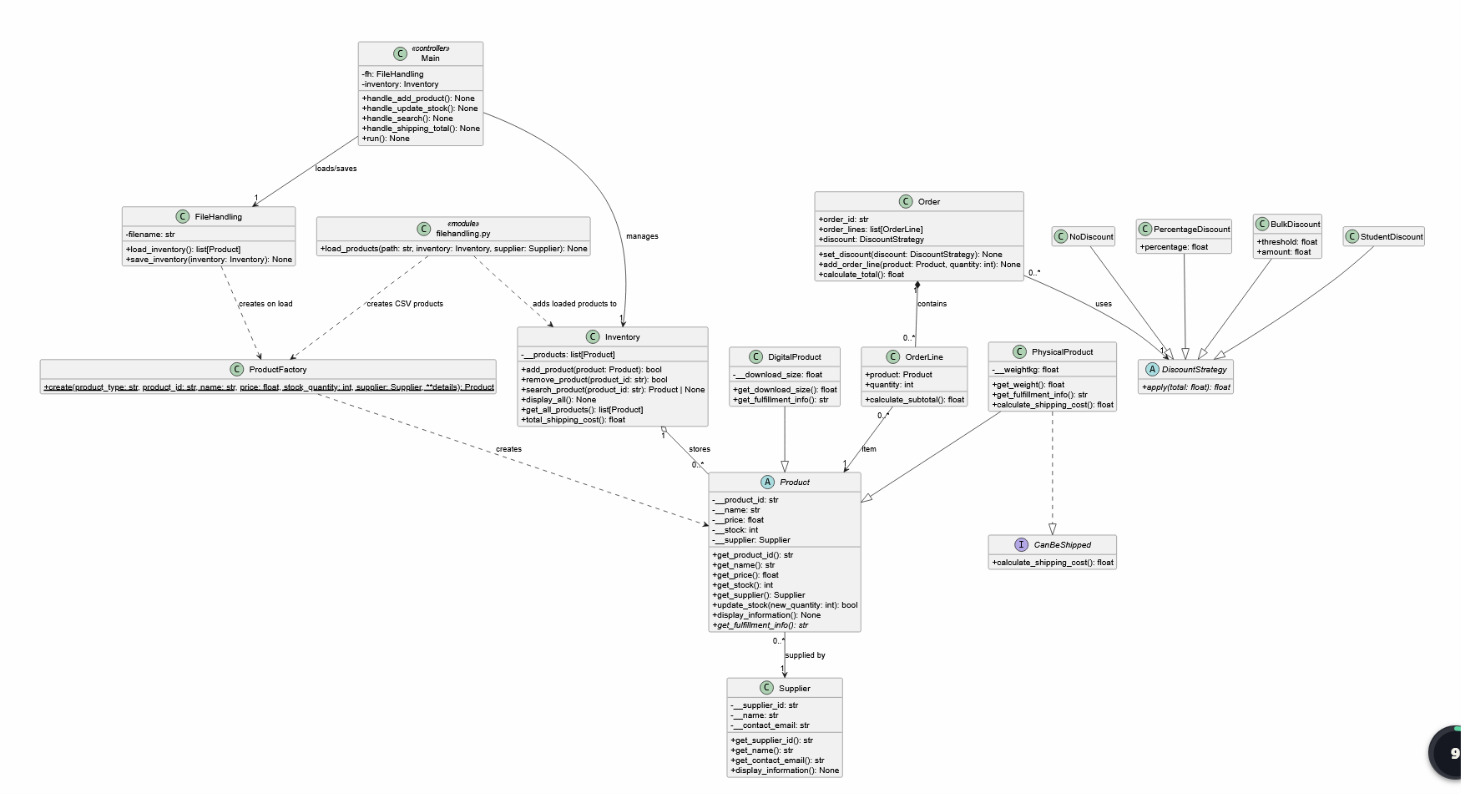 C «controller»
Main
-fh: FileHandling
-inventory: Inventory
+handle_add_product(): None
+handle_update_stock(): None
+handle_search(): None
+handle_shipping_total(): None
+run(): None
loads/saves
1
manages
1
C FileHandling
-filename: str
+load_inventory(): list[Product]
+save_inventory(inventory: Inventory): None
C «module»
filehandling.py
+load_products(path: str, inventory: Inventory, supplier: Supplier): None
creates on load
creates CSV products
adds loaded products to
C Order
+order_id: str
+order_lines: list[OrderLine]
+discount: DiscountStrategy
+set_discount(discount: DiscountStrategy): None
+add_order_line(product: Product, quantity: int): None
+calculate_total(): float
1
contains
0..*
0..*
uses
1
C NoDiscount
C PercentageDiscount
+percentage: float
C BulkDiscount
+threshold: float
+amount: float
C StudentDiscount
C ProductFactory
+create(product_type: str, product_id: str, name: str, price: float, stock_quantity: int, supplier: Supplier, **details): Product
creates
C Inventory
-__products: list[Product]
+add_product(product: Product): bool
+remove_product(product_id: str): bool
+search_product(product_id: str): Product | None
+display_all(): None
+get_all_products(): list[Product]
+total_shipping_cost(): float
1
stores
0..*
C DigitalProduct
-__download_size: float
+get_download_size(): float
+get_fulfillment_info(): str
C OrderLine
+product: Product
+quantity: int
+calculate_subtotal(): float
0..*
item
1
C PhysicalProduct
-__weightkg: float
+get_weight(): float
+get_fulfillment_info(): str
+calculate_shipping_cost(): float
A DiscountStrategy
+apply(total: float): float
A Product
-__product_id: str
-__name: str
-__price: float
-__stock: int
-__supplier: Supplier
+get_product_id(): str
+get_name(): str
+get_price(): float
+get_stock(): int
+get_supplier(): Supplier
+update_stock(new_quantity: int): bool
+display_information(): None
+get_fulfillment_info(): str
I CanBeShipped
+calculate_shipping_cost(): float
0..*
supplied by
1
C Supplier
-__supplier_id: str
-__name: str
-__contact_email: str
+get_supplier_id(): str
+get_name(): str
+get_contact_email(): str
+display_information(): None